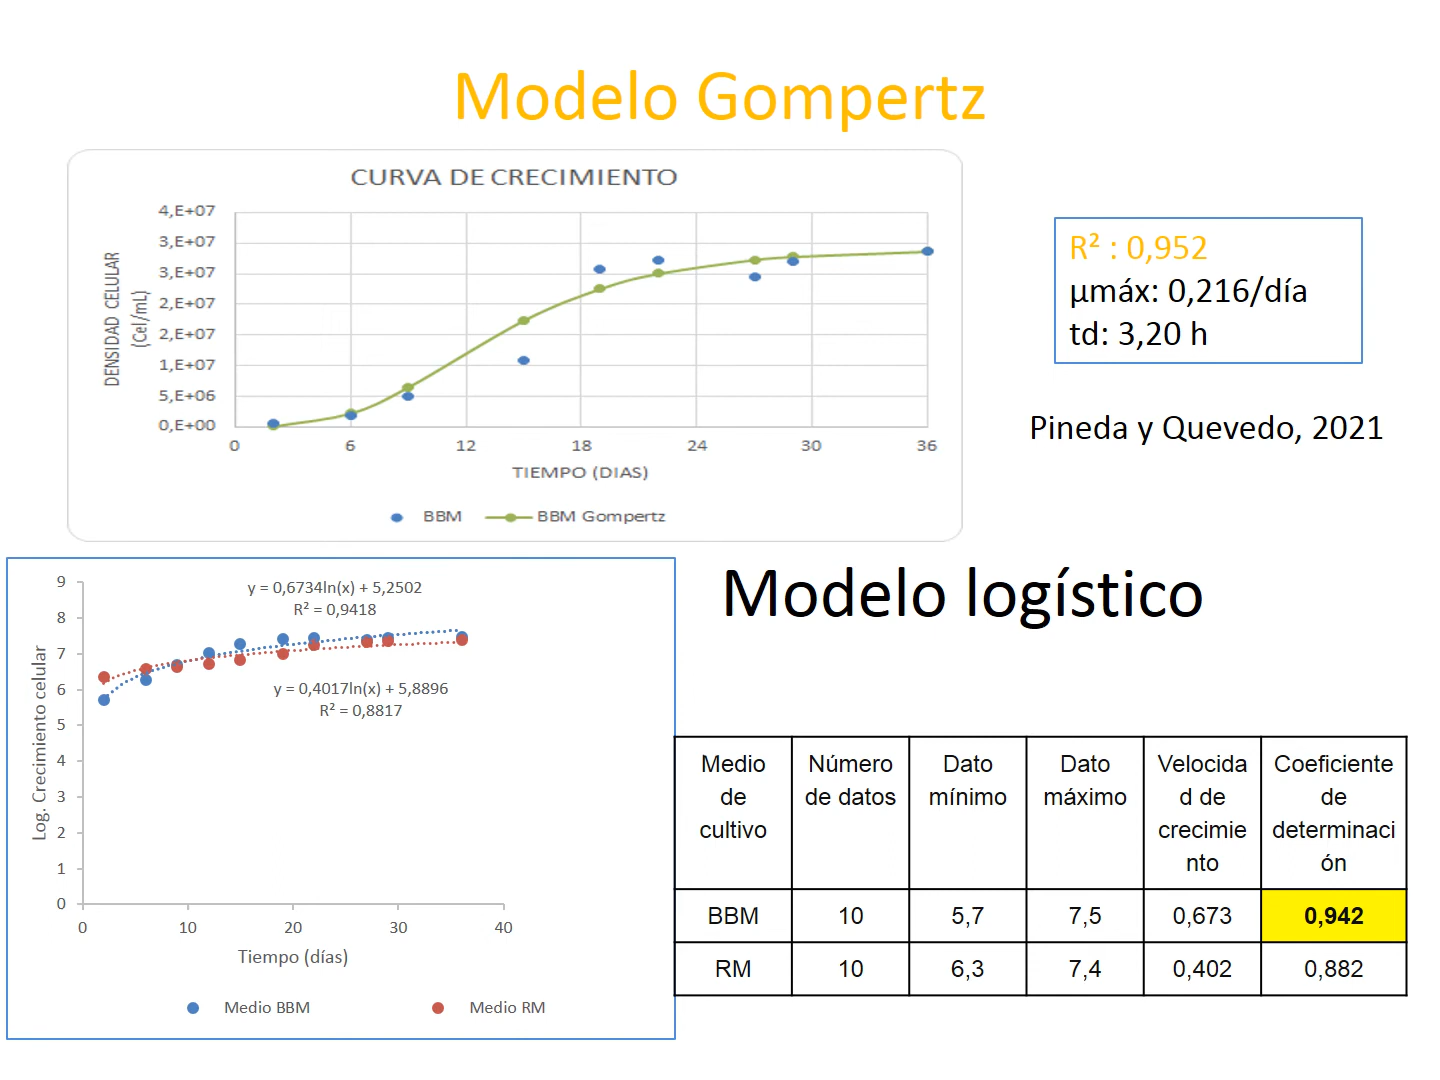 Modelo Gompertz
CURVA DE CRECIMIENTO
DENSIDAD CELULAR
(Cel/mL)
4,E+07
3,E+07
3,E+07
2,E+07
2,E+07
1,E+07
5,E+06
0,E+00
0 6 12 18 24 30 36
TIEMPO (DIAS)
BBM BBM Gompertz
R² : 0,952
µmáx: 0,216/día
td: 3,20 h
Pineda y Quevedo, 2021
Modelo logístico
y = 0,6734ln(x) + 5,2502
R² = 0,9418
y = 0,4017ln(x) + 5,8896
R² = 0,8817
Log. Crecimiento celular
9
8
7
6
5
4
3
2
1
0
0 10 20 30 40
Tiempo (días)
Medio BBM Medio RM
Medio Número Dato Dato Velocida Coeficiente
de de datos mínimo máximo d de de
cultivo crecimie determinaci
nto ón
BBM 10 5,7 7,5 0,673 0,942
RM 10 6,3 7,4 0,402 0,882